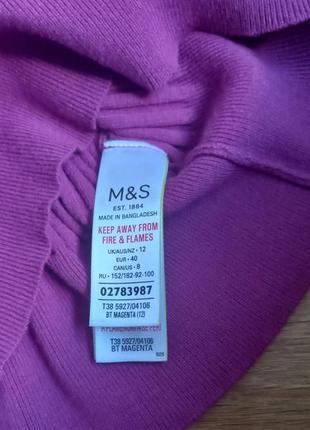 M&S
EST. 1884
MADE IN BANGLADESH
KEEP AWAY FROM
FIRE & FLAMES
UK/AUS/NZ • 12
EUR • 40
CAN/US • 8
RU • 152/182-92-100
02783987
T38 5927/04106
BT MAGENTA (12)
T38 5927/04106
BT MAGENTA